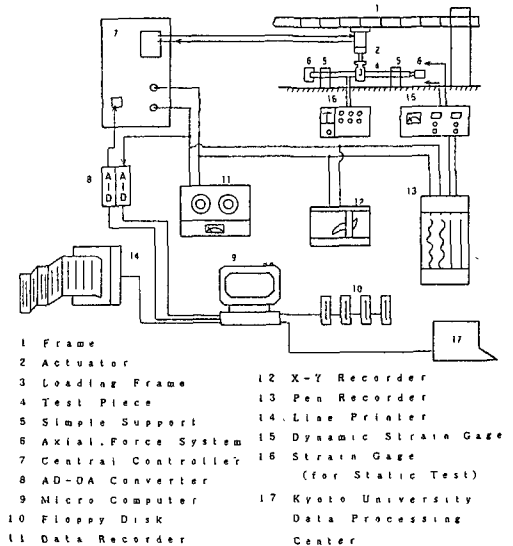 1
7
2
6
5
3
4
5
6
16
15
8
A/D
A/D
11
12
13
14
9
10
17
1 Frame
2 Actuator
3 Loading Frame
4 Test Piece
5 Simple Support
6 Axial.Force System
7 Central Controller
8 AD-DA Converter
9 Micro Computer
10 Floppy Disk
11 Data Recorder
12 X-Y Recorder
13 Pen Recorder
14. Line Printer
15 Dynamic Strain Gage
16 Strain Gage
(for Static Test)
17 Kyoto University
Data Processing
Center